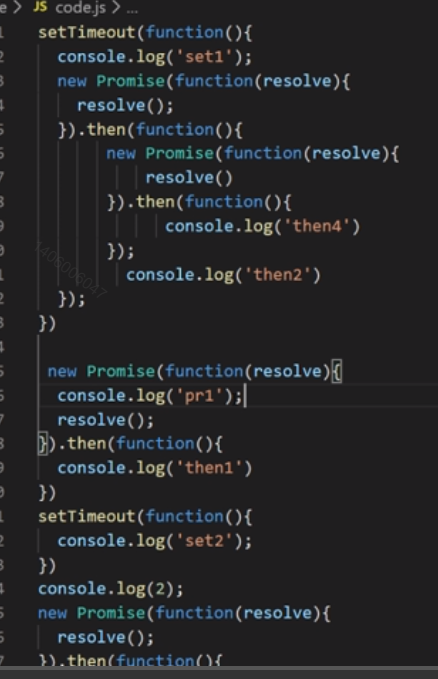 e > JS code.js > ...
1 setTimeout(function(){
2 console.log('set1');
3 new Promise(function(resolve){
4 resolve();
5 }).then(function(){
6 new Promise(function(resolve){
7 resolve()
8 }).then(function(){
9 console.log('then4')
0 });
1 console.log('then2')
2 });
3 })
4
5 new Promise(function(resolve){
6 console.log('pr1');
7 resolve();
8 }).then(function(){
9 console.log('then1')
0 })
1 setTimeout(function(){
2 console.log('set2');
3 })
4 console.log(2);
5 new Promise(function(resolve){
6 resolve();
7 }).then(function(){